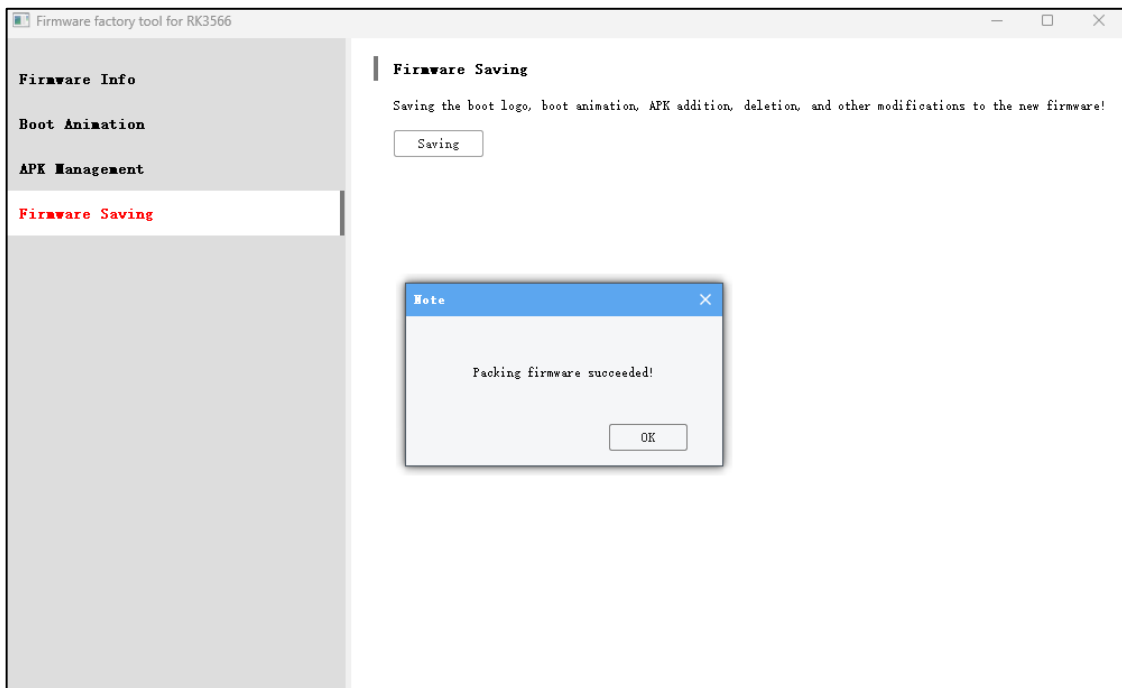 Firmware factory tool for RK3566
Firmware Info
Boot Animation
APK Management
Firmware Saving
Firmware Saving
Saving the boot logo, boot animation, APK addition, deletion, and other modifications to the new firmware!
Saving
Note
Packing firmware succeeded!
OK